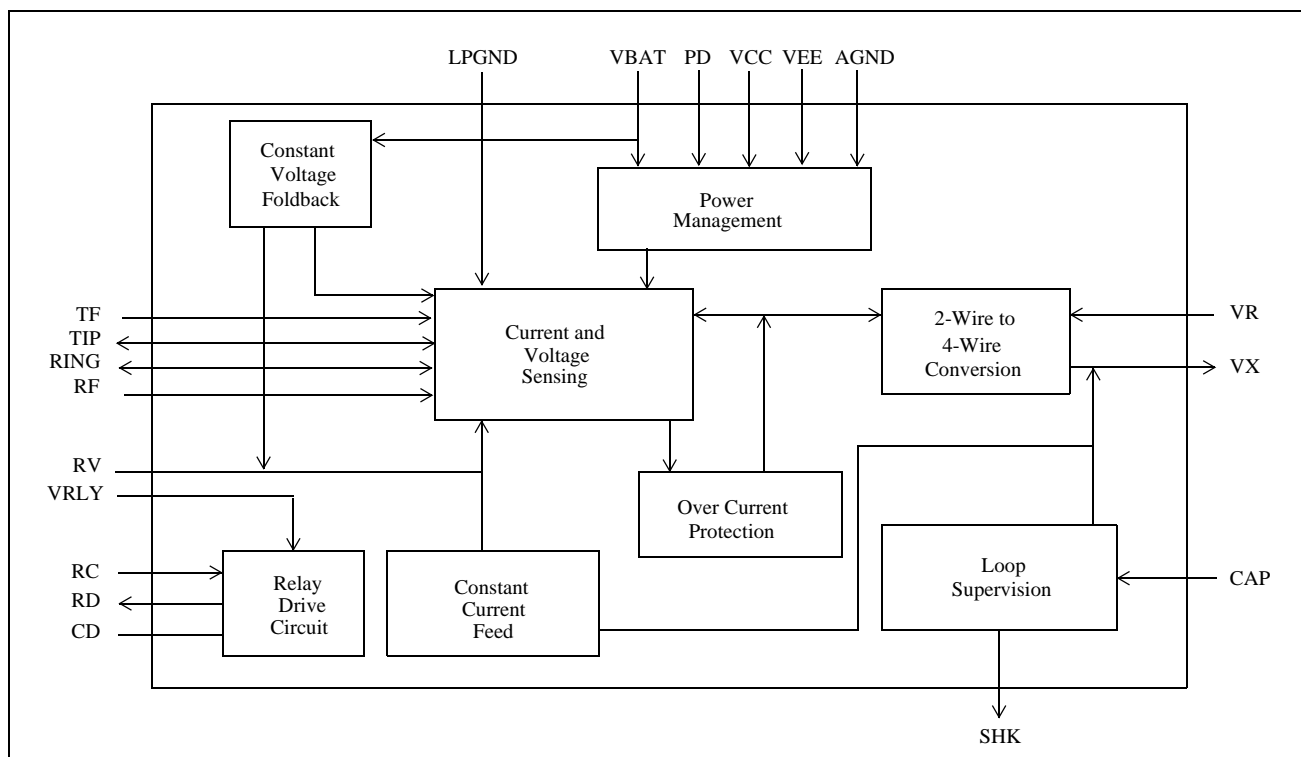 LPGND
VBAT
PD
VCC
VEE
AGND
Constant
Voltage
Foldback
Power
Management
TF
TIP
RING
RF
Current and
Voltage
Sensing
2-Wire to
4-Wire
Conversion
VR
VX
RV
VRLY
Over Current
Protection
RC
RD
CD
Relay
Drive
Circuit
Constant
Current
Feed
Loop
Supervision
CAP
SHK